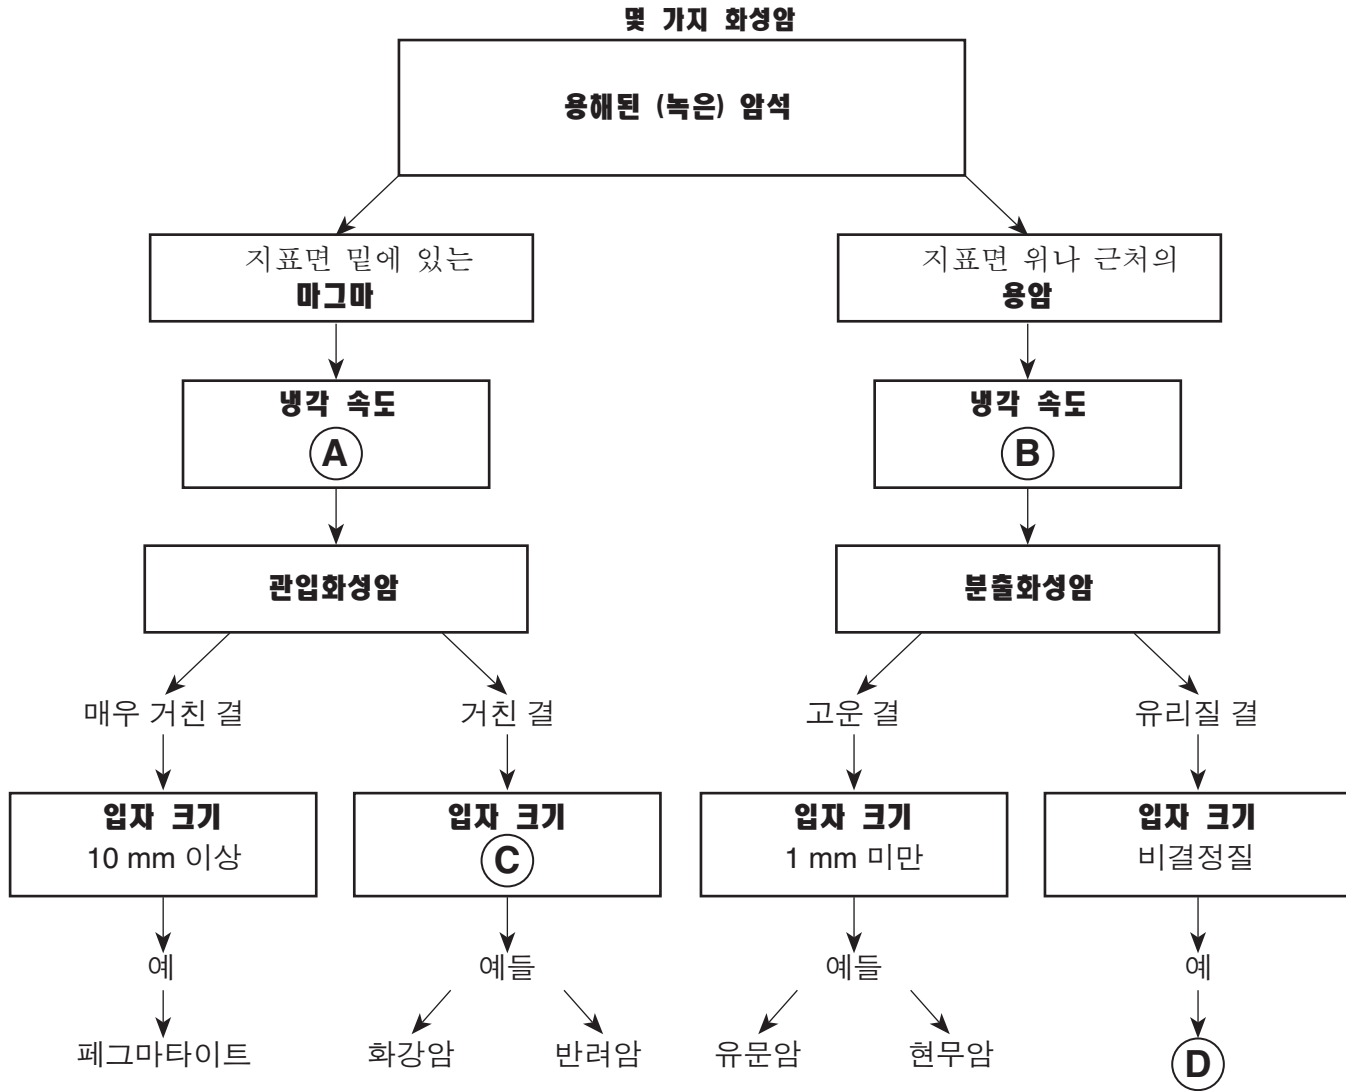 몇 가지 화성암
용해된 (녹은) 암석
지표면 밑에 있는
마그마
지표면 위나 근처의
용암
냉각 속도
A
냉각 속도
B
관입화성암
분출화성암
매우 거친 결
거친 결
고운 결
유리질 결
입자 크기
10 mm 이상
입자 크기
C
입자 크기
1 mm 미만
입자 크기
비결정질
예
예들
예들
예
페그마타이트
화강암
반려암
유문암
현무암
D